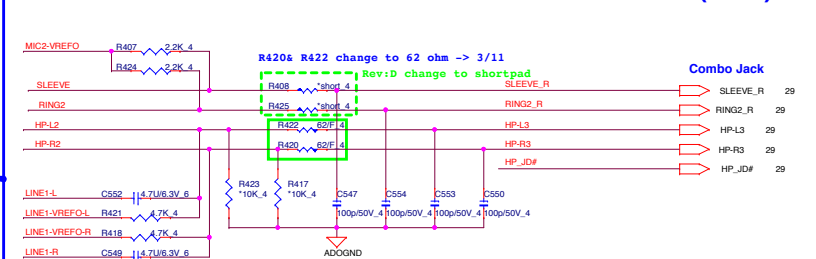 MIC2-VREFO R407 2.2K_4
R424 2.2K_4
R420& R422 change to 62 ohm -> 3/11
Rev:D change to shortpad
Combo Jack
SLEEVE R408 *short_4 SLEEVE_R SLEEVE_R 29
RING2 R425 *short_4 RING2_R RING2_R 29
HP-L2 R422 62/F_4 HP-L3 HP-L3 29
HP-R2 R420 62/F_4 HP-R3 HP-R3 29
HP_JD# HP_JD# 29
R423 *10K_4
R417 *10K_4
C547 100p/50V_4
C554 100p/50V_4
C553 100p/50V_4
C550 100p/50V_4
LINE1-L C552 4.7U/6.3V_6
LINE1-VREFO-L R421 4.7K_4
LINE1-VREFO-R R418 4.7K_4
LINE1-R C549 4.7U/6.3V_6
ADOGND